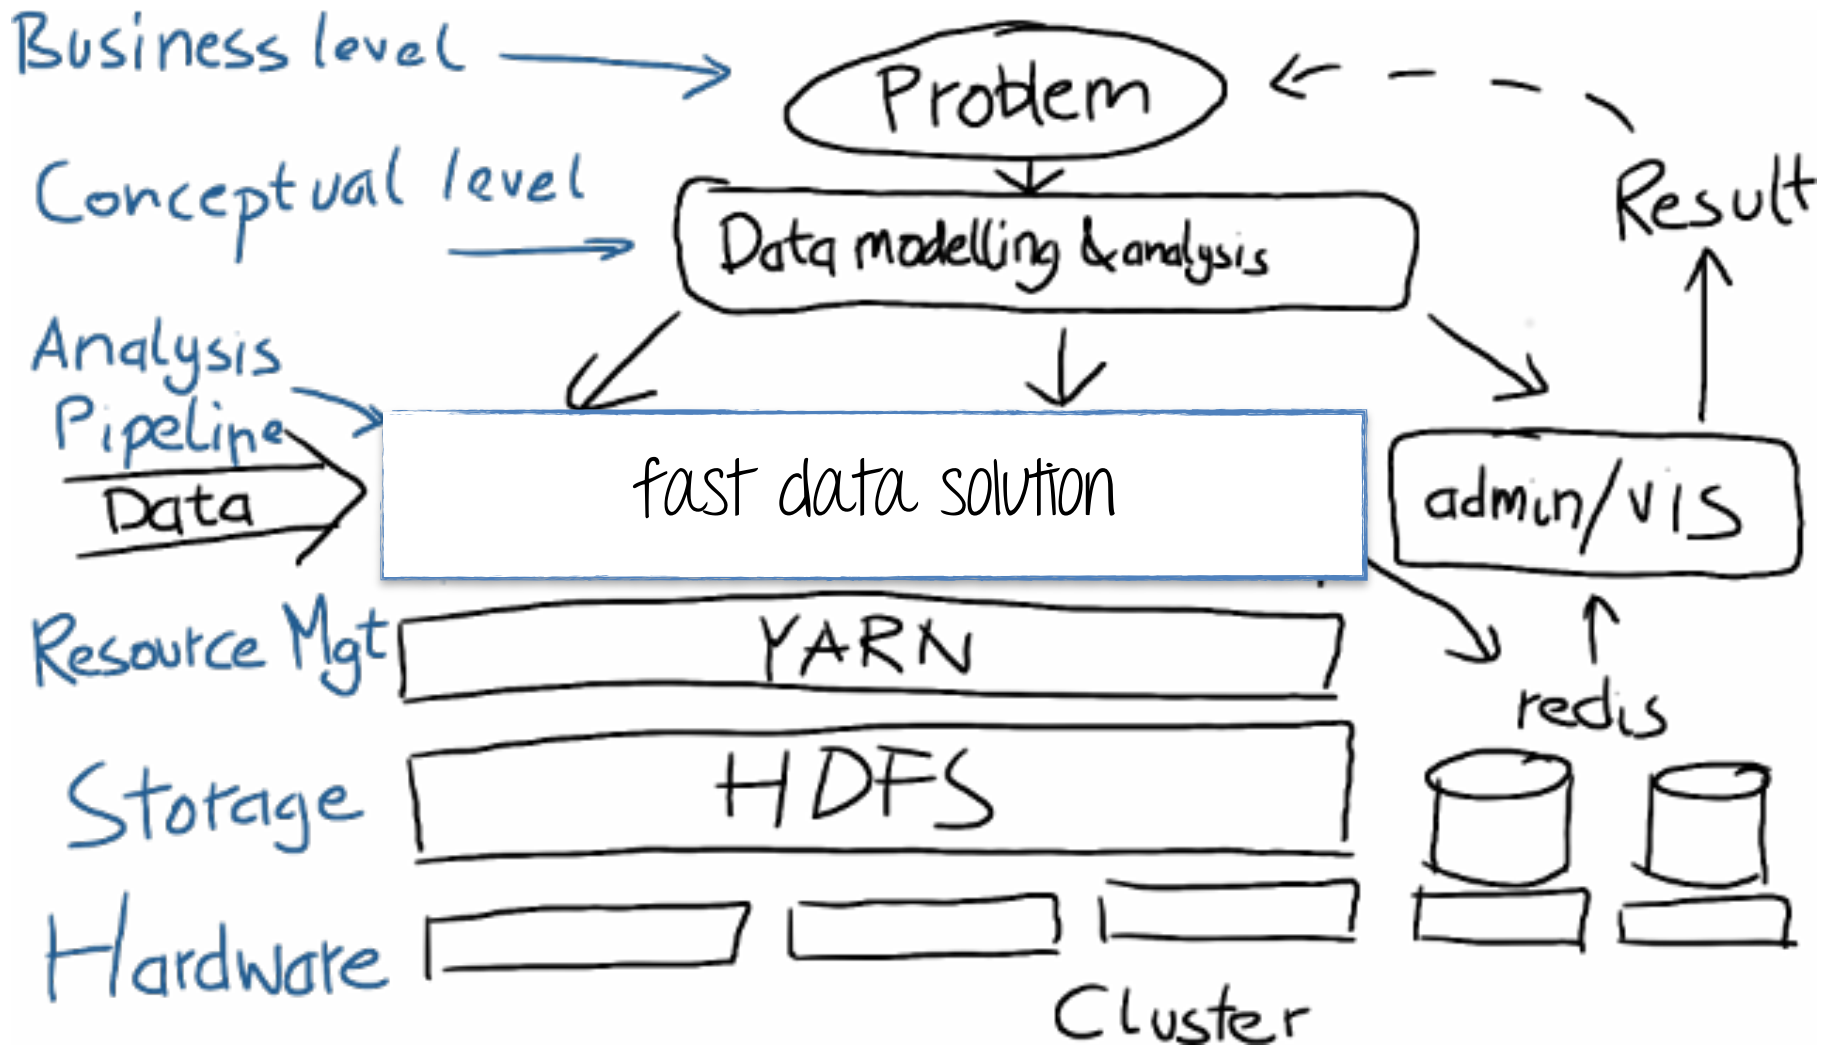 Business level
Problem
Conceptual level
Data modelling & analysis
Result
Analysis
Pipeline
Data
fast data solution
admin/vis
Resource Mgt
YARN
redis
Storage
HDFS
Hardware
Cluster